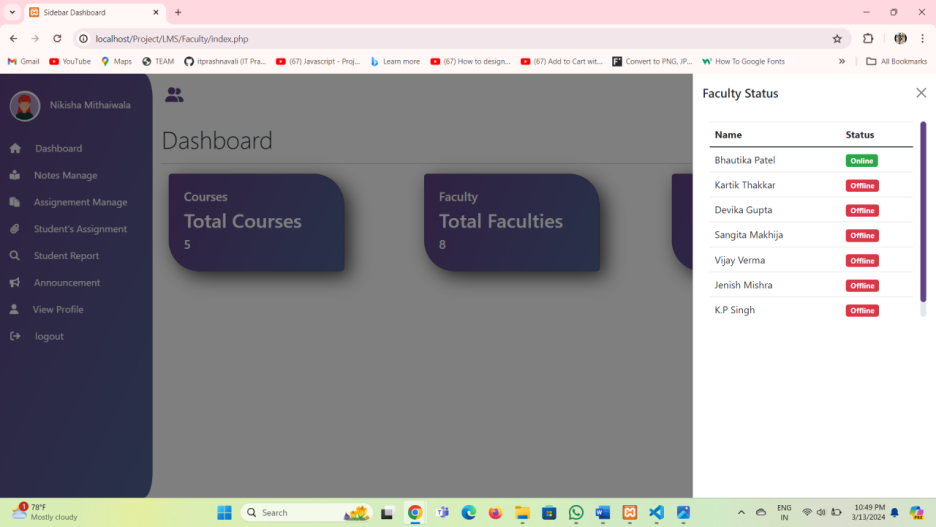 Sidebar Dashboard
localhost/Project/LMS/Faculty/index.php
Gmail YouTube Maps TEAM itprashnavali (IT Pra... (67) Javascript - Proj... Learn more (67) How to design... (67) Add to Cart wit... Convert to PNG, JP... How To Google Fonts » All Bookmarks
Nikisha Mithaiwala
Dashboard
Notes Manage
Assignement Manage
Student's Assignment
Student Report
Announcement
View Profile
logout
Dashboard
Courses
Total Courses
5
Faculty
Total Faculties
8
Faculty Status
Name Status
Bhautika Patel Online
Kartik Thakkar Offline
Devika Gupta Offline
Sangita Makhija Offline
Vijay Verma Offline
Jenish Mishra Offline
K.P Singh Offline
1
78°F
Mostly cloudy
Search
ENG
IN
10:49 PM
3/13/2024